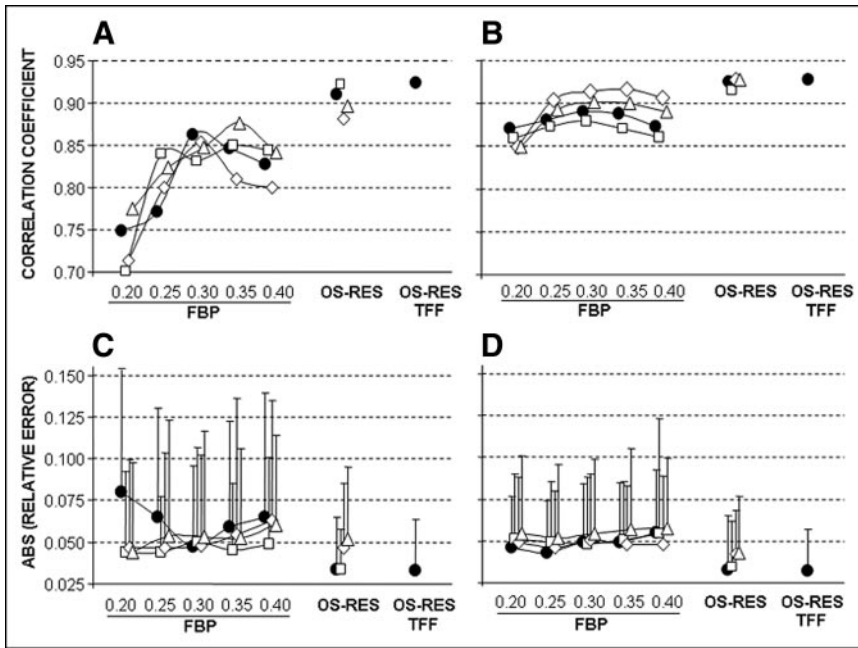 A
B
CORRELATION COEFFICIENT
0.95
0.90
0.85
0.80
0.75
0.70
0.20 0.25 0.30 0.35 0.40
FBP
OS-RES
OS-RES
TFF
0.20 0.25 0.30 0.35 0.40
FBP
OS-RES
OS-RES
TFF
C
D
ABS (RELATIVE ERROR)
0.150
0.125
0.100
0.075
0.050
0.025
0.20 0.25 0.30 0.35 0.40
FBP
OS-RES
OS-RES
TFF
0.20 0.25 0.30 0.35 0.40
FBP
OS-RES
OS-RES
TFF